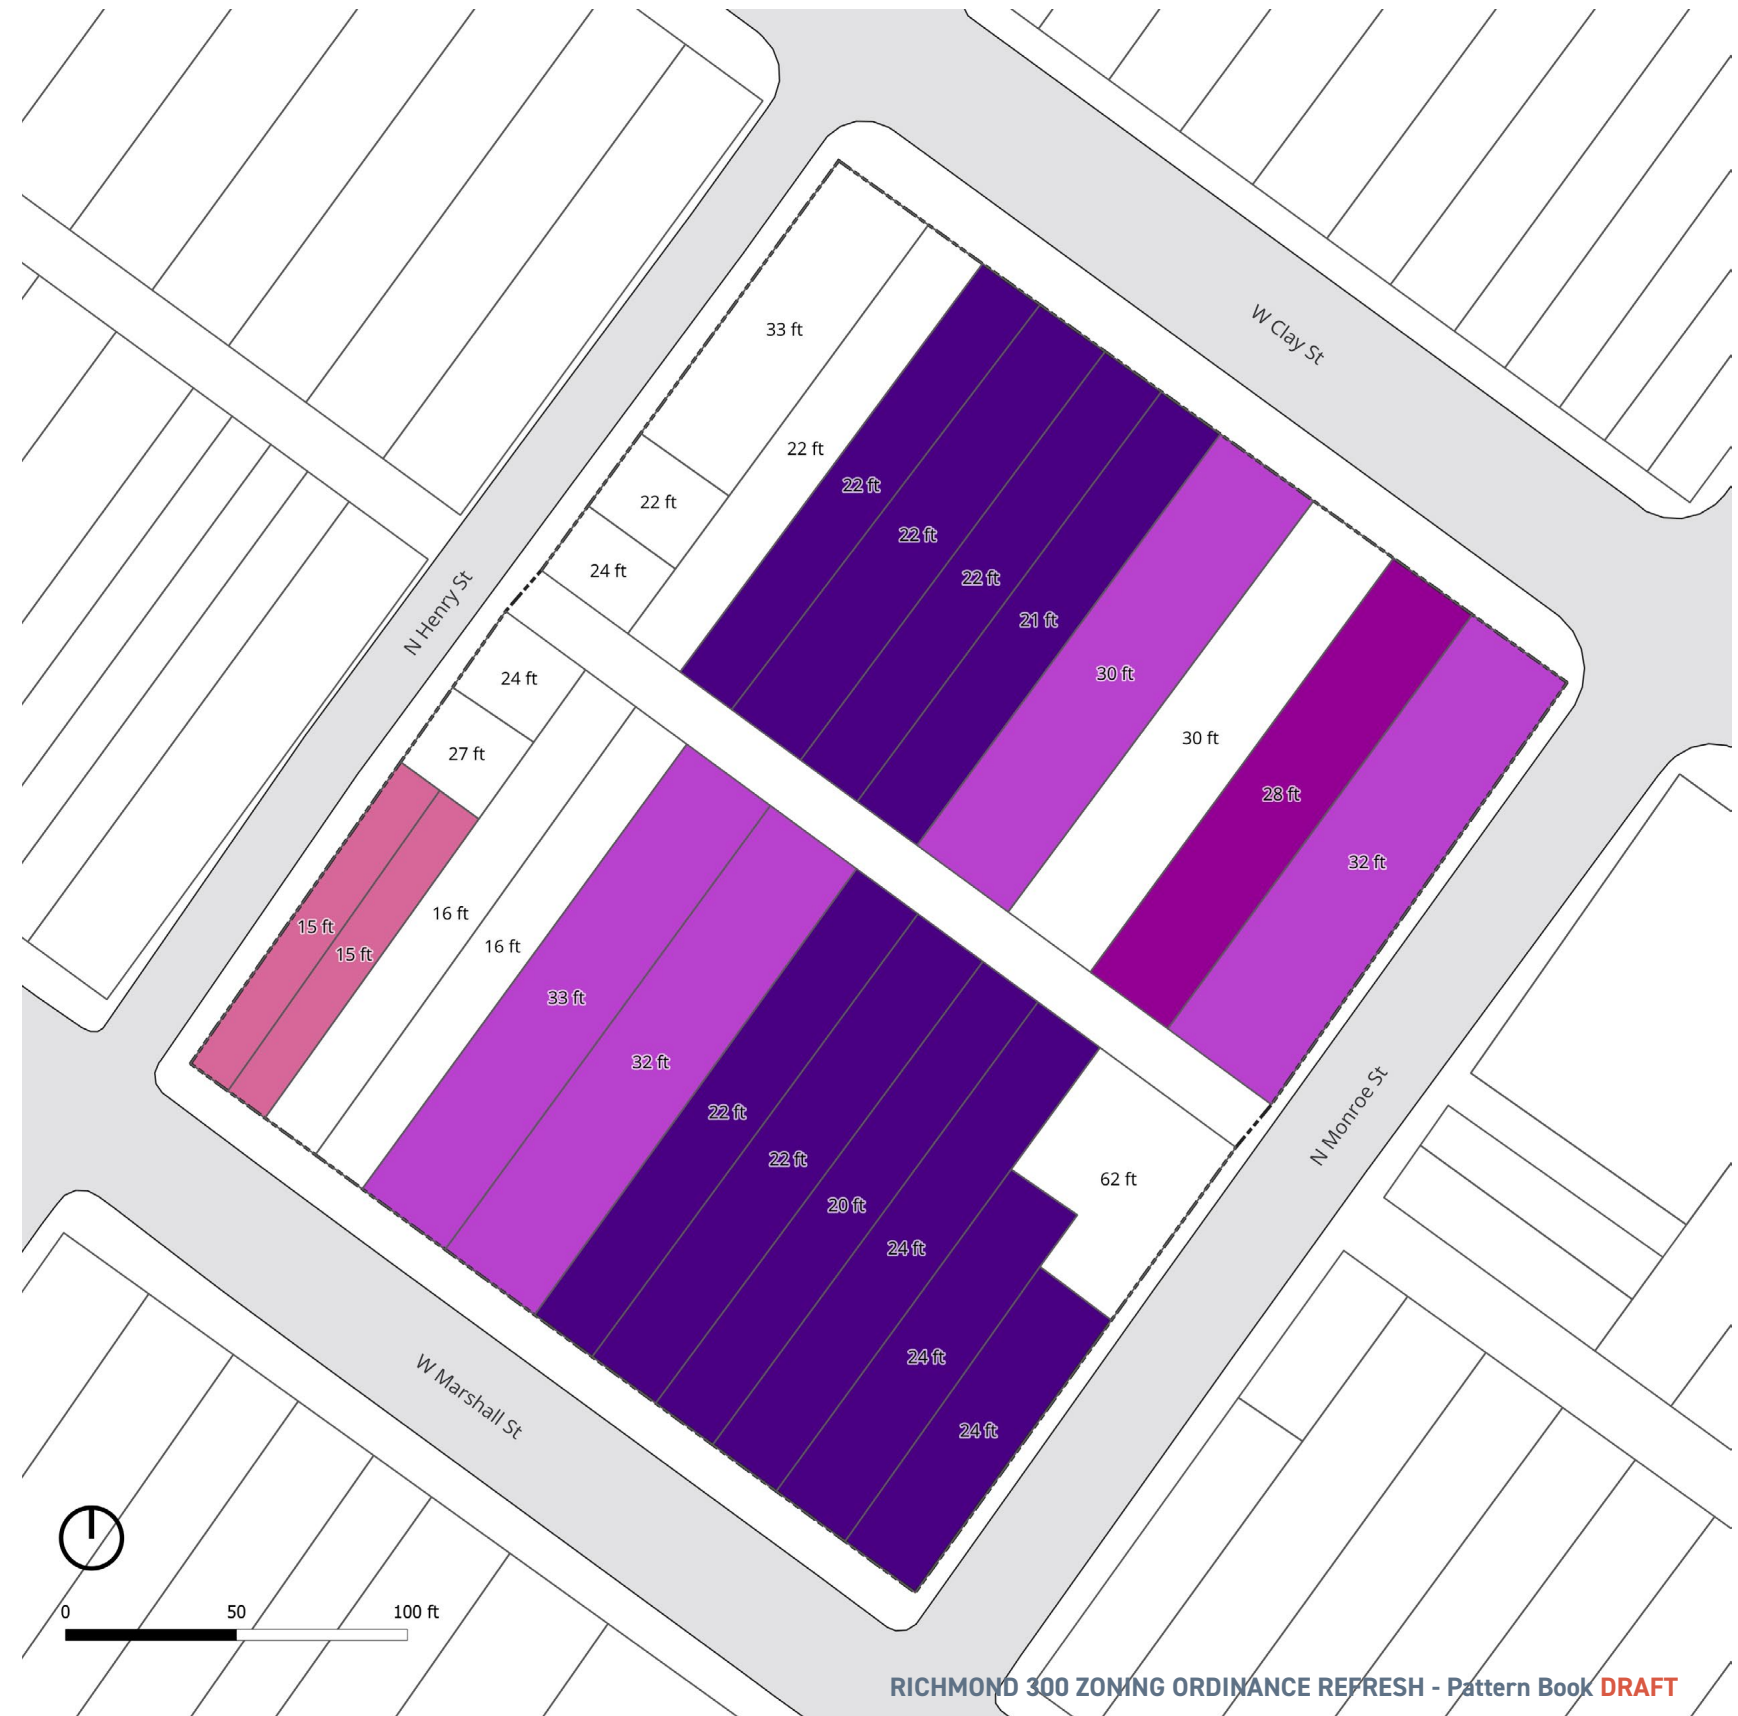 W Clay St
33 ft
22 ft
22 ft
22 ft
24 ft
22 ft
22 ft
21 ft
N Henry St
30 ft
24 ft
30 ft
27 ft
28 ft
32 ft
16 ft
15 ft
16 ft
15 ft
33 ft
32 ft
22 ft
N Monroe St
22 ft
62 ft
20 ft
24 ft
24 ft
W Marshall St
24 ft
0 50 100 ft
RICHMOND 300 ZONING ORDINANCE REFRESH - Pattern Book DRAFT